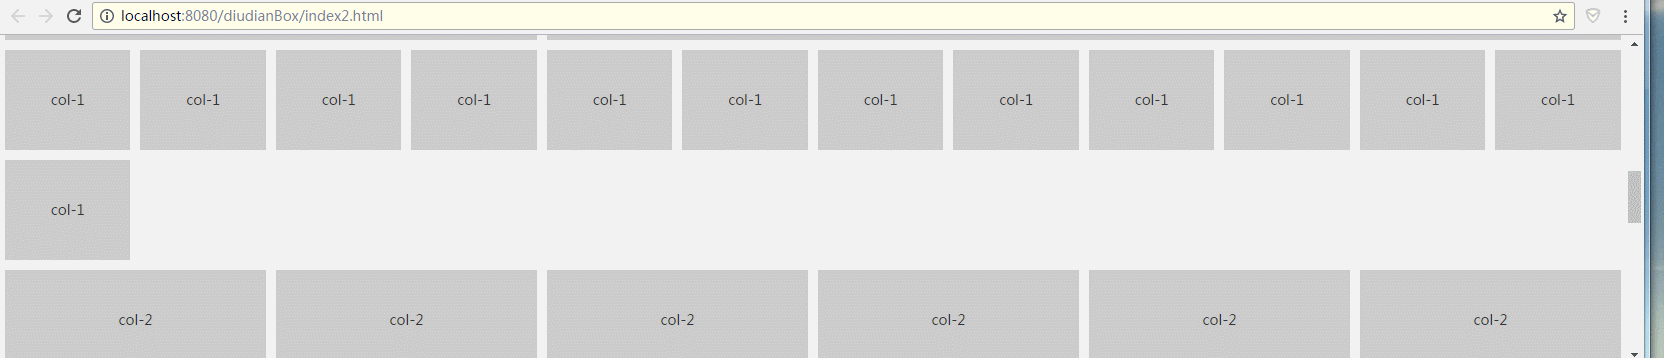 localhost:8080/diudianBox/index2.html
col-1 col-1 col-1 col-1 col-1 col-1 col-1 col-1 col-1 col-1 col-1 col-1
col-1
col-2 col-2 col-2 col-2 col-2 col-2